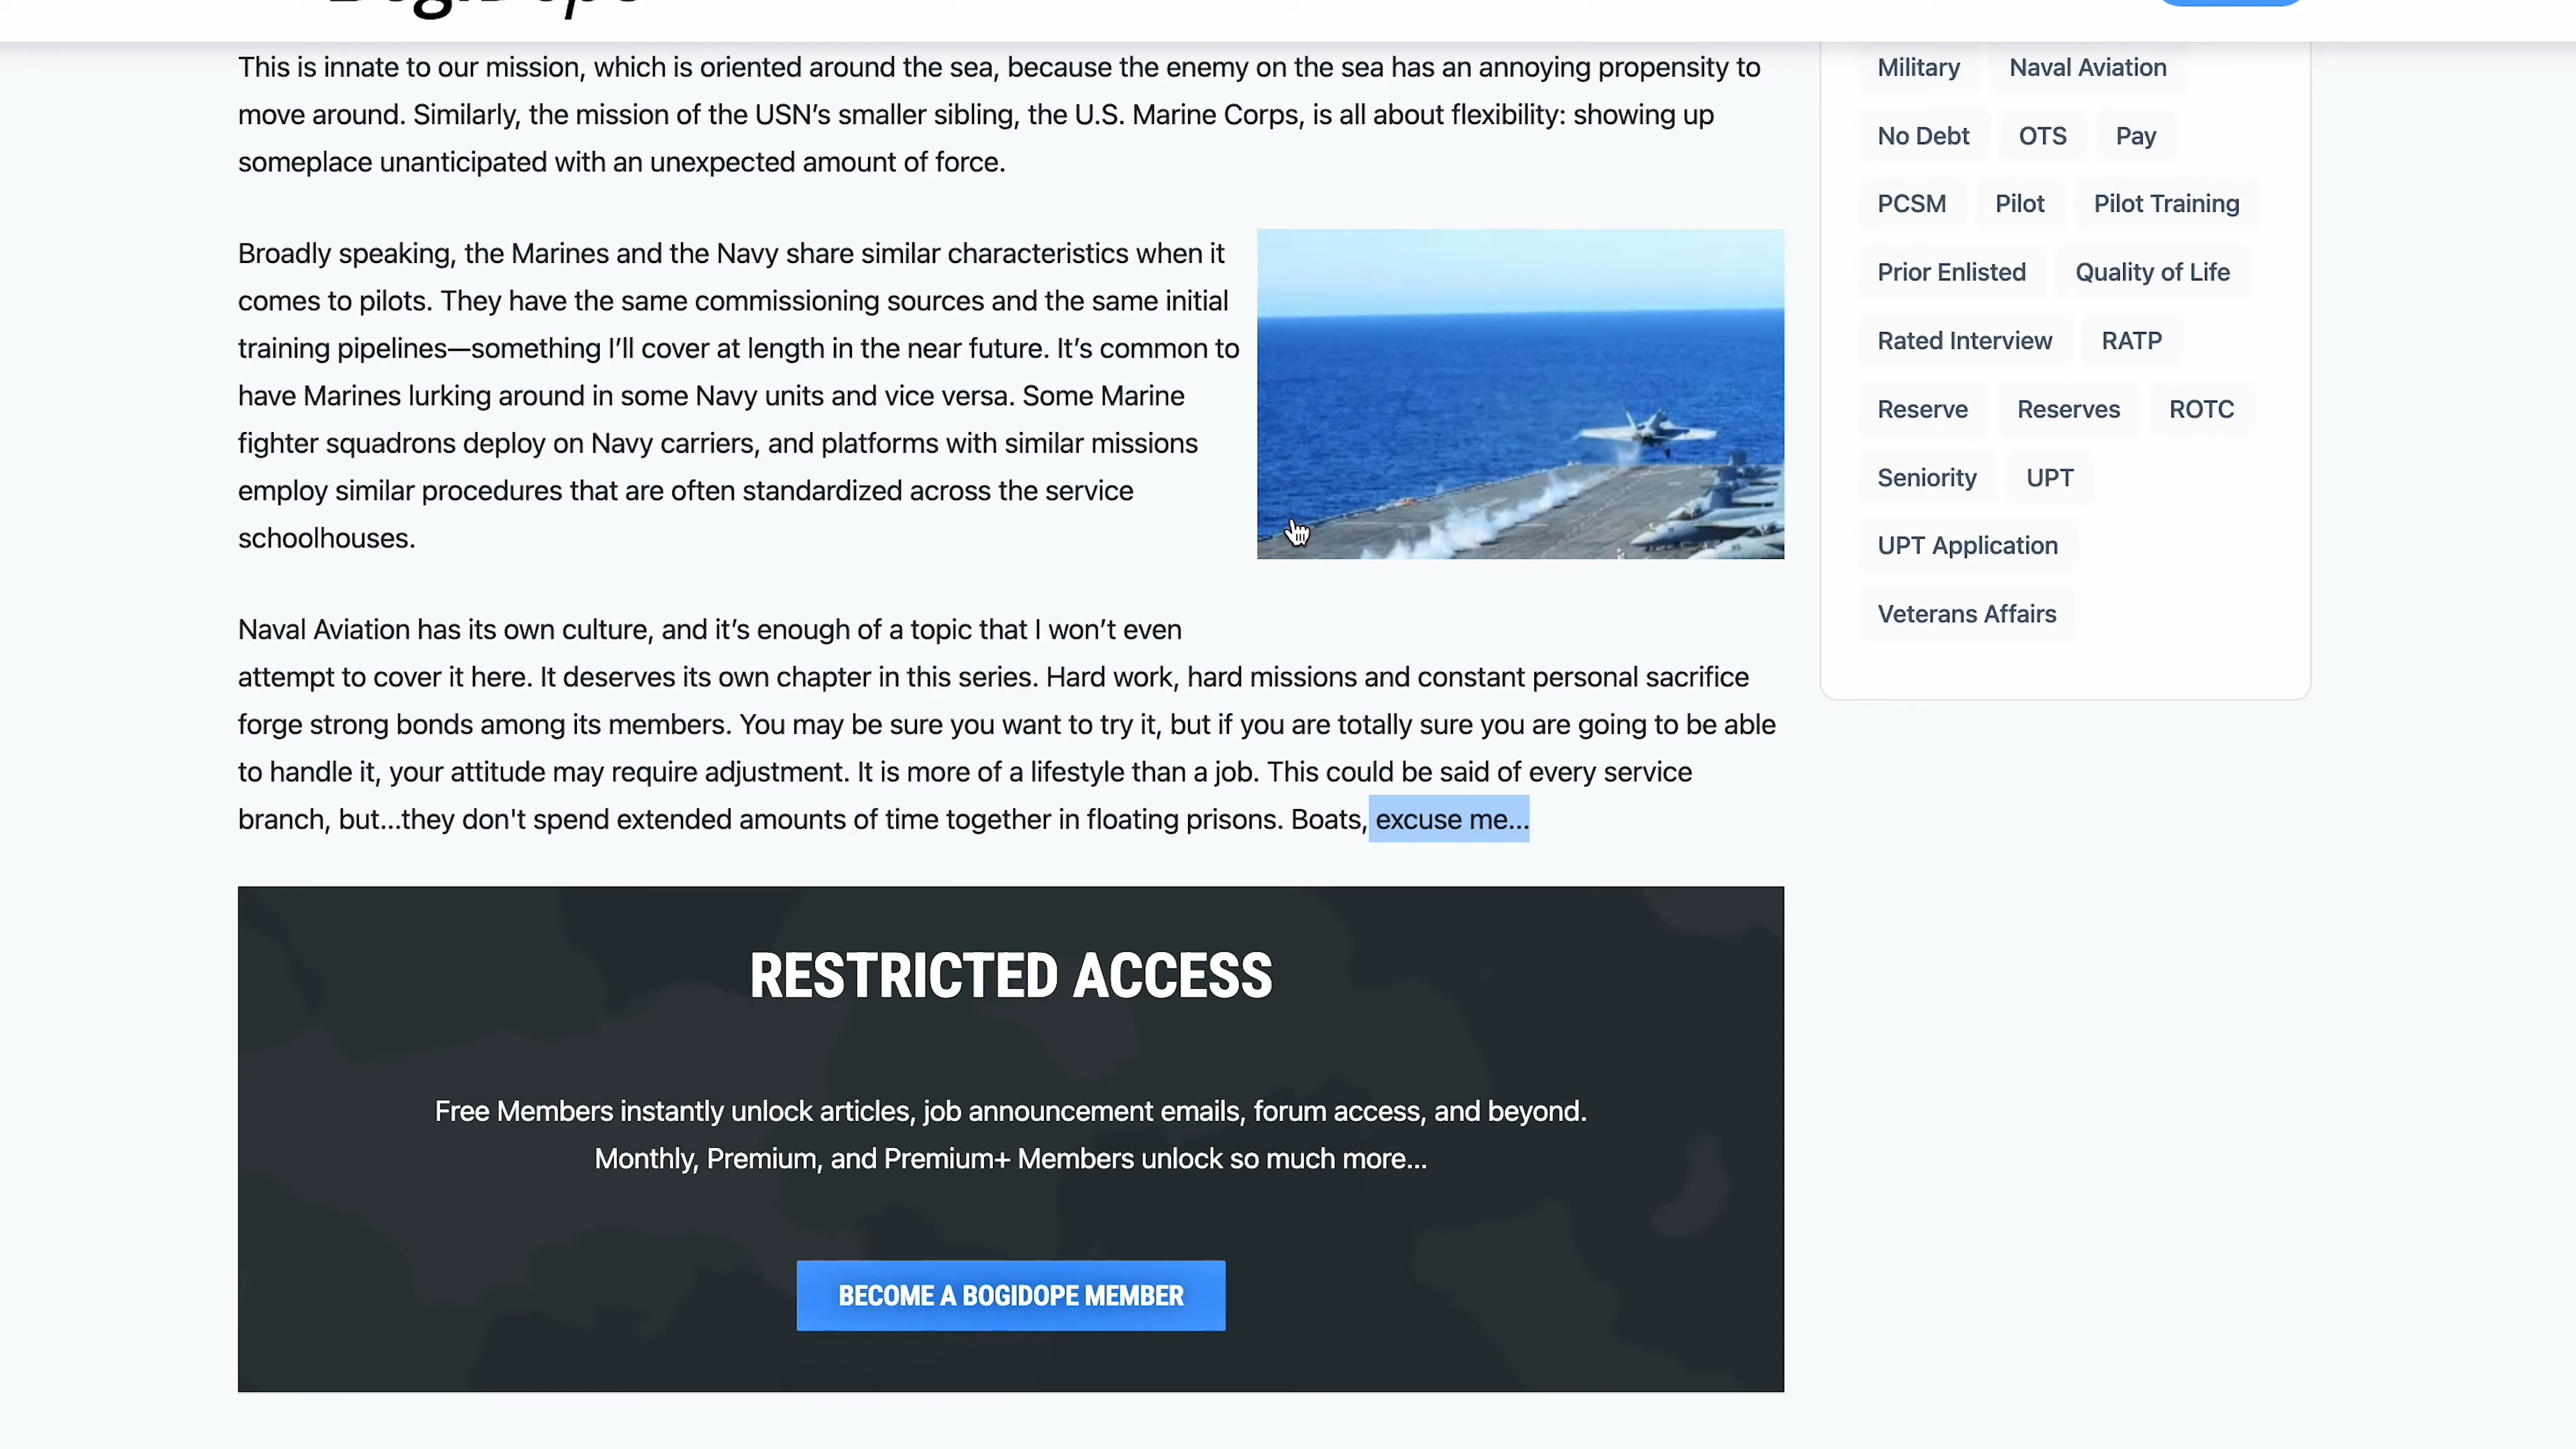 This is innate to our mission, which is oriented around the sea, because the enemy on the sea has an annoying propensity to
move around. Similarly, the mission of the USN’s smaller sibling, the U.S. Marine Corps, is all about flexibility: showing up
someplace unanticipated with an unexpected amount of force.
Broadly speaking, the Marines and the Navy share similar characteristics when it
comes to pilots. They have the same commissioning sources and the same initial
training pipelines—something I’ll cover at length in the near future. It’s common to
have Marines lurking around in some Navy units and vice versa. Some Marine
fighter squadrons deploy on Navy carriers, and platforms with similar missions
employ similar procedures that are often standardized across the service
schoolhouses.
Naval Aviation has its own culture, and it’s enough of a topic that I won’t even
attempt to cover it here. It deserves its own chapter in this series. Hard work, hard missions and constant personal sacrifice
forge strong bonds among its members. You may be sure you want to try it, but if you are totally sure you are going to be able
to handle it, your attitude may require adjustment. It is more of a lifestyle than a job. This could be said of every service
branch, but…they don't spend extended amounts of time together in floating prisons. Boats, excuse me…
RESTRICTED ACCESS
Free Members instantly unlock articles, job announcement emails, forum access, and beyond.
Monthly, Premium, and Premium+ Members unlock so much more…
BECOME A BOGIDOPE MEMBER
Military Naval Aviation
No Debt OTS Pay
PCSM Pilot Pilot Training
Prior Enlisted Quality of Life
Rated Interview RATP
Reserve Reserves ROTC
Seniority UPT
UPT Application
Veterans Affairs